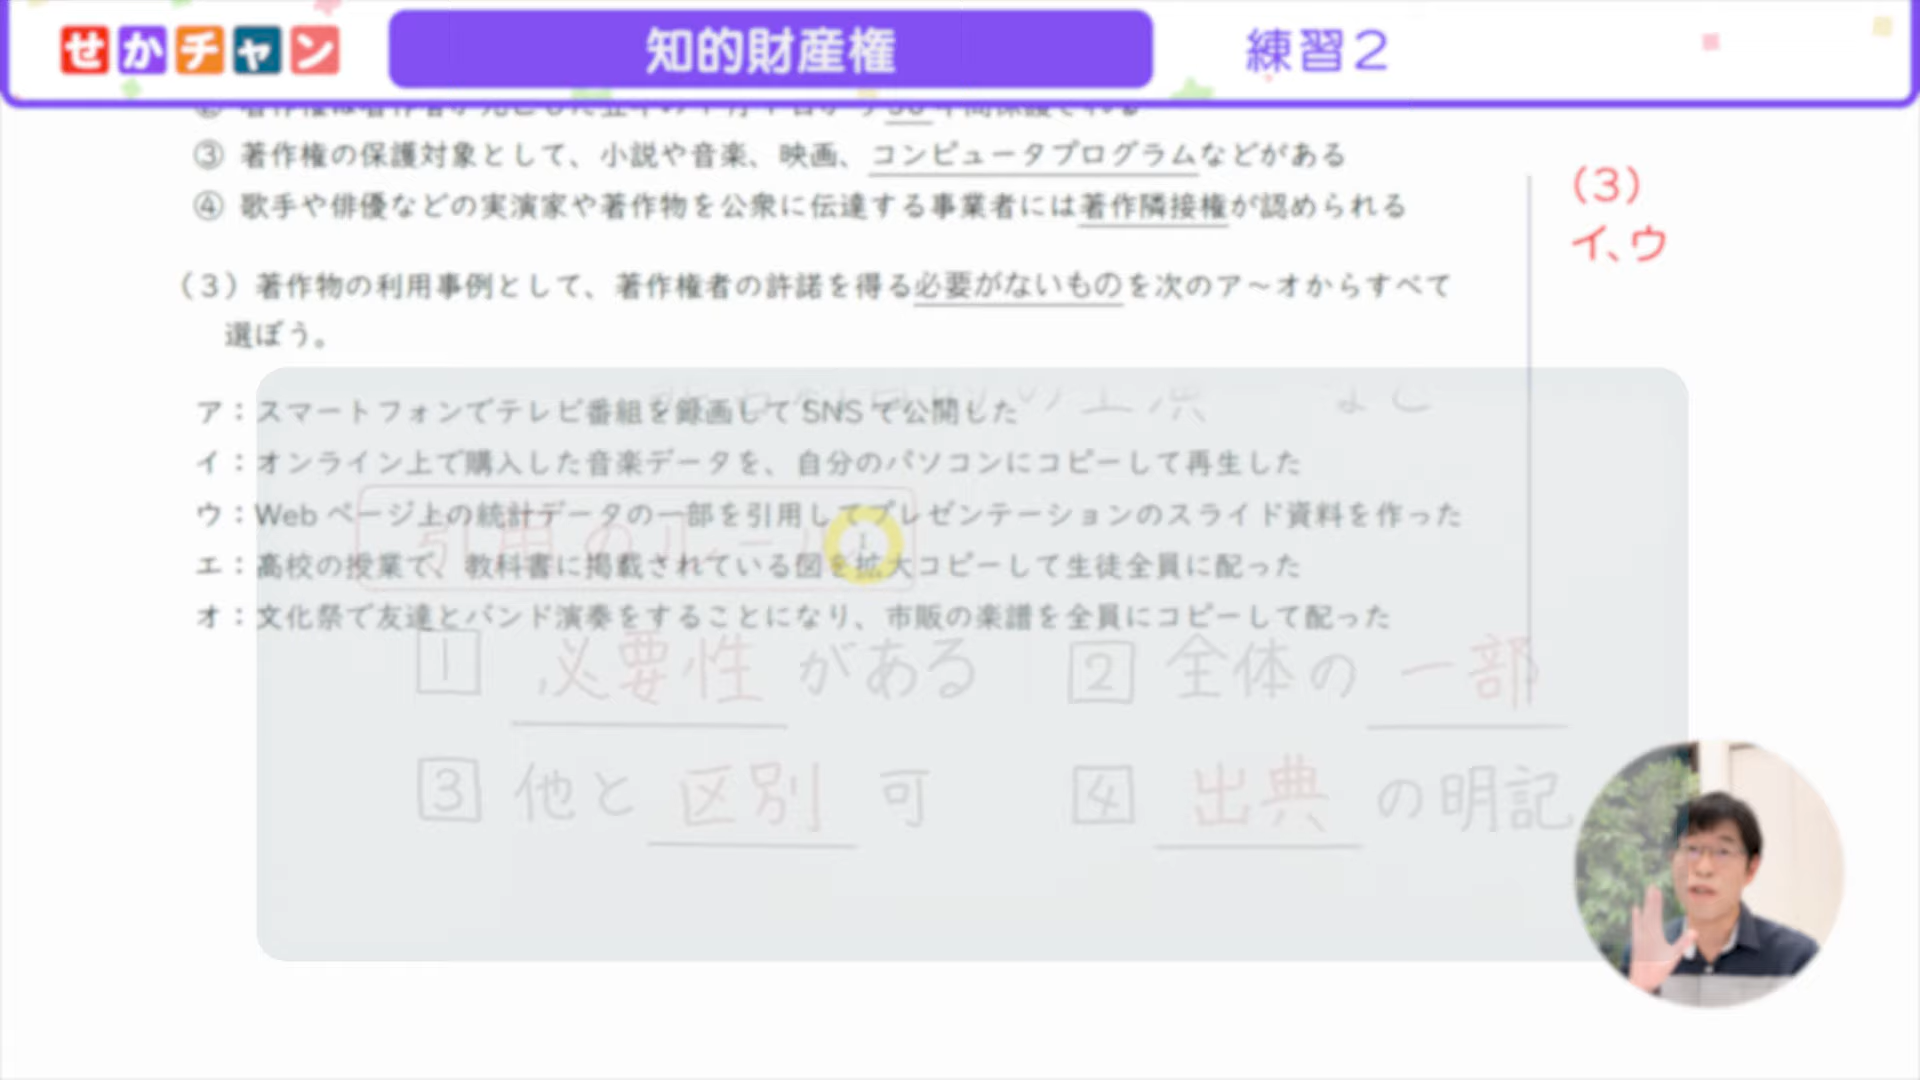 せかチャン 知的財産権 練習2
③ 著作権の保護対象として、小説や音楽、映画、コンピュータプログラムなどがある
④ 歌手や俳優などの実演家や著作物を公衆に伝達する事業者には著作隣接権が認められる
(3)
イ、ウ
(3) 著作物の利用事例として、著作権者の許諾を得る必要がないものを次のア〜オからすべて
選ぼう。
ア：スマートフォンでテレビ番組を録画して SNS で公開した
イ：オンライン上で購入した音楽データを、自分のパソコンにコピーして再生した
ウ：Web ページ上の統計データの一部を引用してプレゼンテーションのスライド資料を作った
引用のルール
エ：高校の授業で、教科書に掲載されている図を拡大コピーして生徒全員に配った
オ：文化祭で友達とバンド演奏をすることになり、市販の楽譜を全員にコピーして配った
1 必要性 がある 2 全体の 一部
3 他と 区別 可 4 出典 の明記